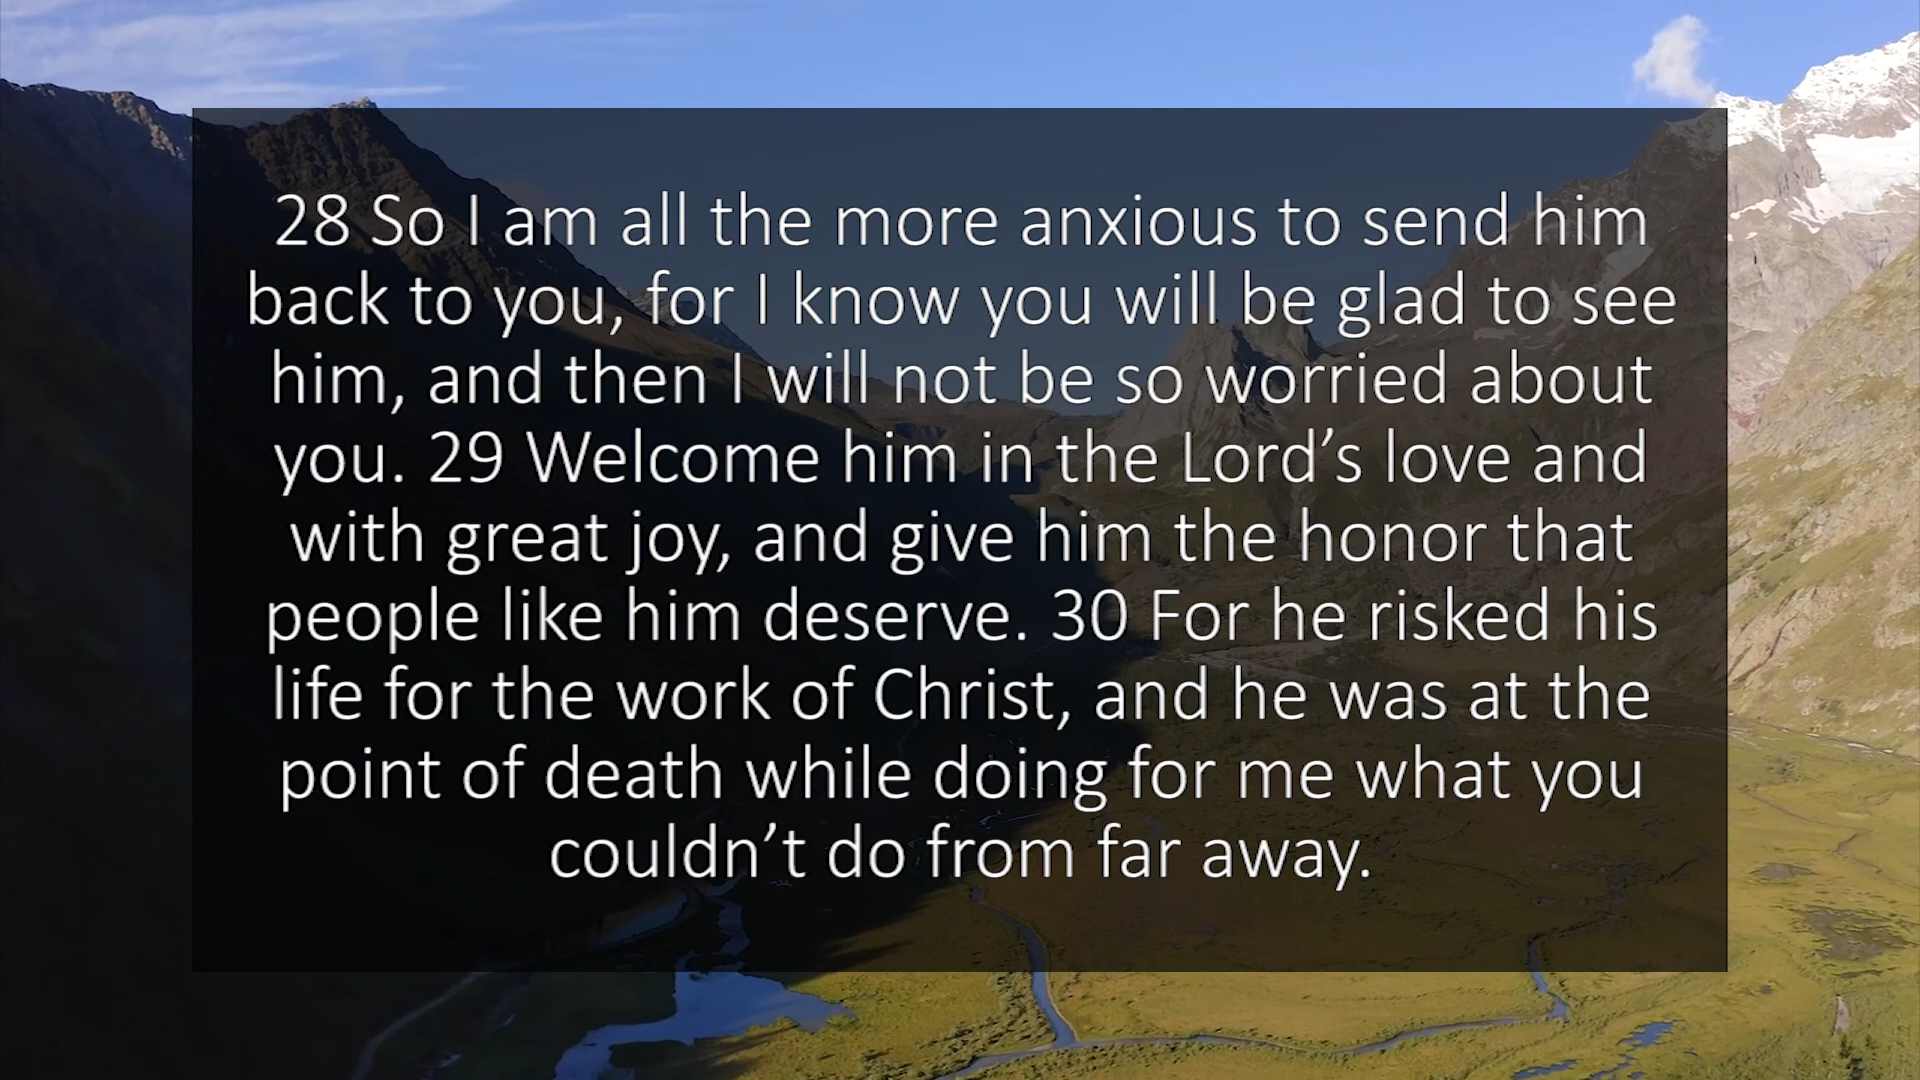 28 So I am all the more anxious to send him
back to you, for I know you will be glad to see
him, and then I will not be so worried about
you. 29 Welcome him in the Lord’s love and
with great joy, and give him the honor that
people like him deserve. 30 For he risked his
life for the work of Christ, and he was at the
point of death while doing for me what you
couldn’t do from far away.